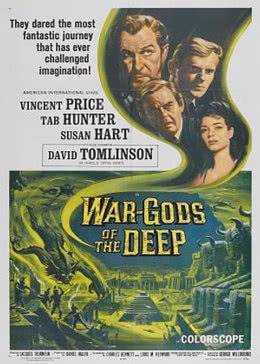 They dared the most
fantastic journey
that has ever
challenged
imagination!
AMERICAN INTERNATIONAL
VINCENT PRICE
TAB HUNTER
SUSAN HART
DAVID TOMLINSON
WAR-GODS
OF THE DEEP
COLORSCOPE